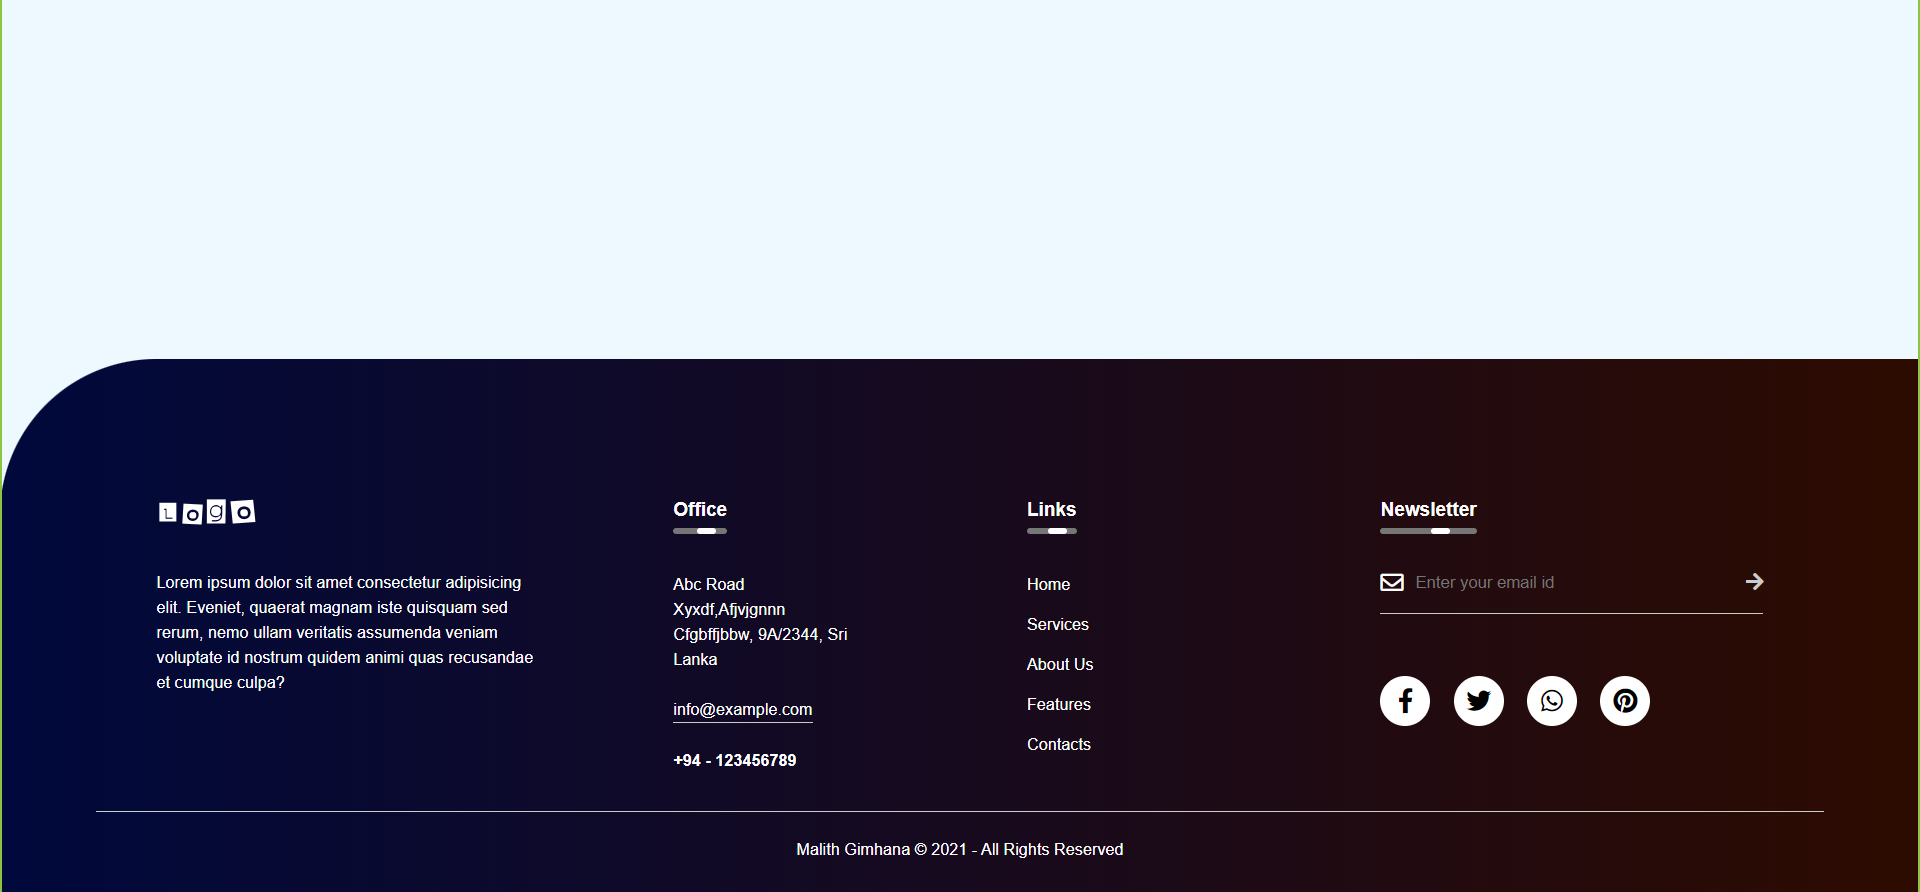 LogO
Lorem ipsum dolor sit amet consectetur adipisicing
elit. Eveniet, quaerat magnam iste quisquam sed
rerum, nemo ullam veritatis assumenda veniam
voluptate id nostrum quidem animi quas recusandae
et cumque culpa?
Office
Abc Road
Xyxdf,Afjvjgnnn
Cfgbffjbbw, 9A/2344, Sri
Lanka
info@example.com
+94 - 123456789
Links
Home
Services
About Us
Features
Contacts
Newsletter
Enter your email id
Malith Gimhana © 2021 - All Rights Reserved